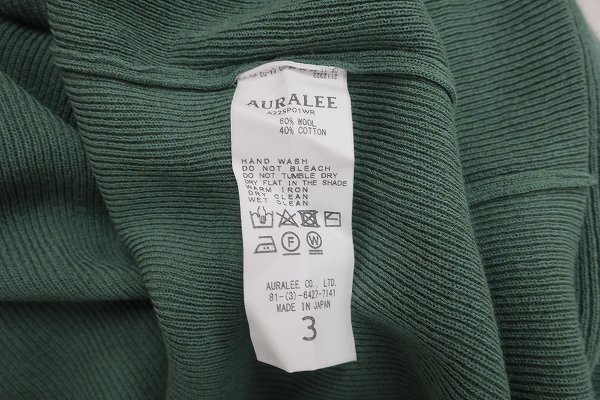 AURALEE
A22SP01WR
60% WOOL
40% COTTON
HAND WASH
DO NOT BLEACH
DO NOT TUMBLE DRY
DRY FLAT IN THE SHADE
WARM IRON
DRY CLEAN
WET CLEAN
F W
AURALEE CO., LTD.
81-(3)-6427-7141
MADE IN JAPAN
3